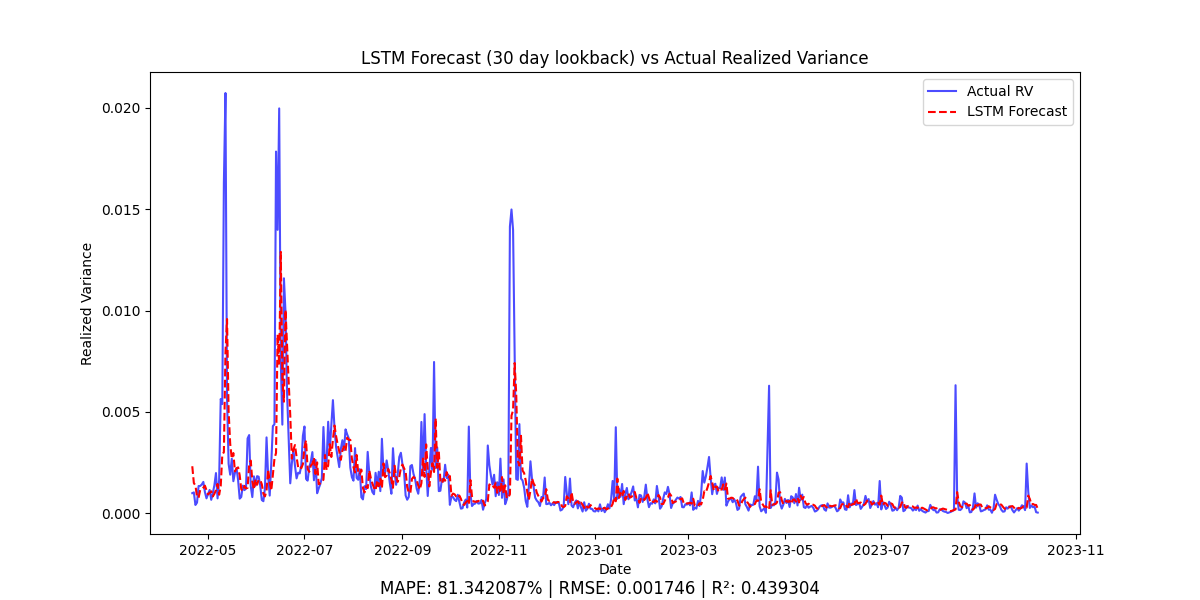 LSTM Forecast (30 day lookback) vs Actual Realized Variance
Actual RV
LSTM Forecast
Realized Variance
0.020
0.015
0.010
0.005
0.000
2022-05
2022-07
2022-09
2022-11
2023-01
2023-03
2023-05
2023-07
2023-09
2023-11
Date
MAPE: 81.342087% | RMSE: 0.001746 | R²: 0.439304